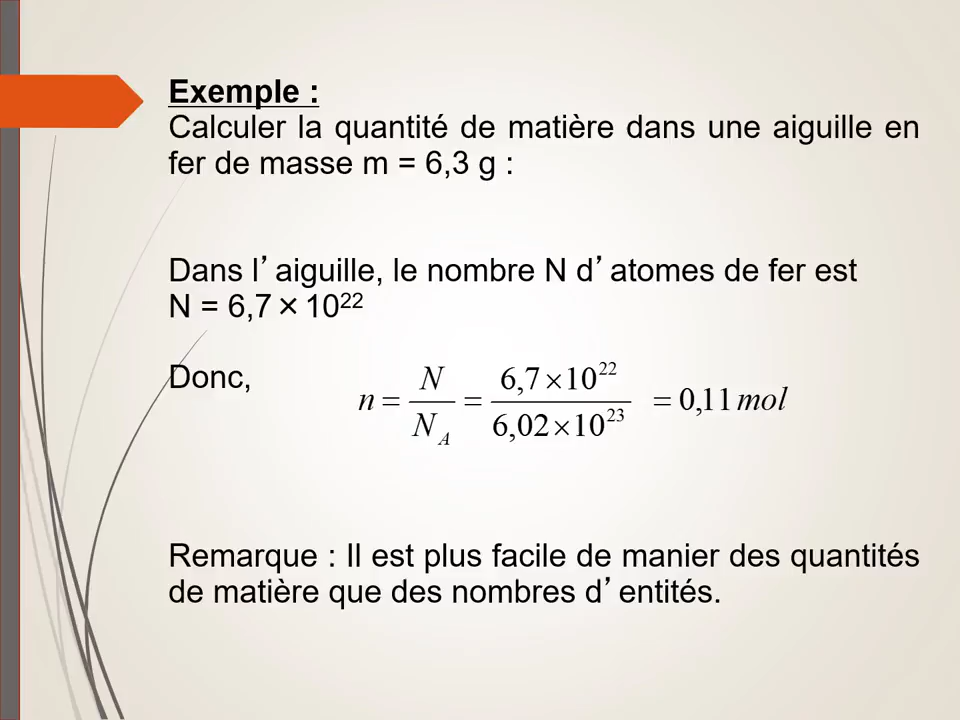 Exemple :
Calculer la quantité de matière dans une aiguille en
fer de masse m = 6,3 g :
Dans l’aiguille, le nombre N d’atomes de fer est
N = 6,7×10²²
Donc,
n = N / N_A = 6,7×10²² / 6,02×10²³ = 0,11 mol
Remarque : Il est plus facile de manier des quantités
de matière que des nombres d’entités.